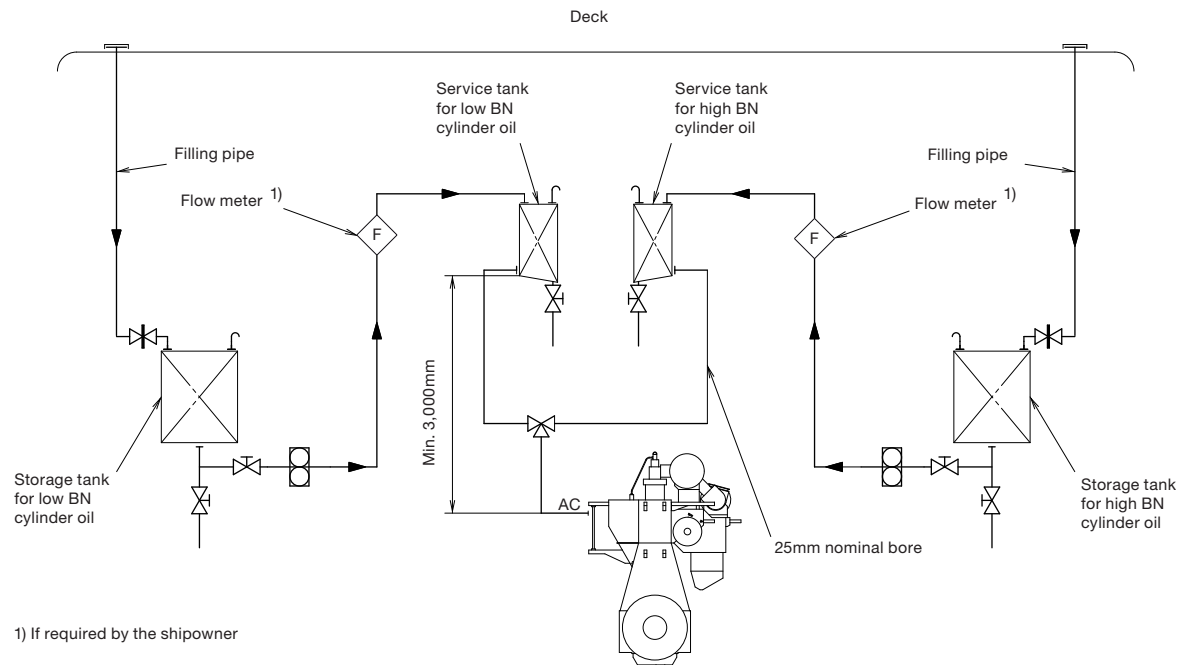 Deck
Service tank
for low BN
cylinder oil
Service tank
for high BN
cylinder oil
Filling pipe
Filling pipe
Flow meter 1)
Flow meter 1)
F
F
Min. 3,000mm
Storage tank
for low BN
cylinder oil
Storage tank
for high BN
cylinder oil
AC
25mm nominal bore
1) If required by the shipowner